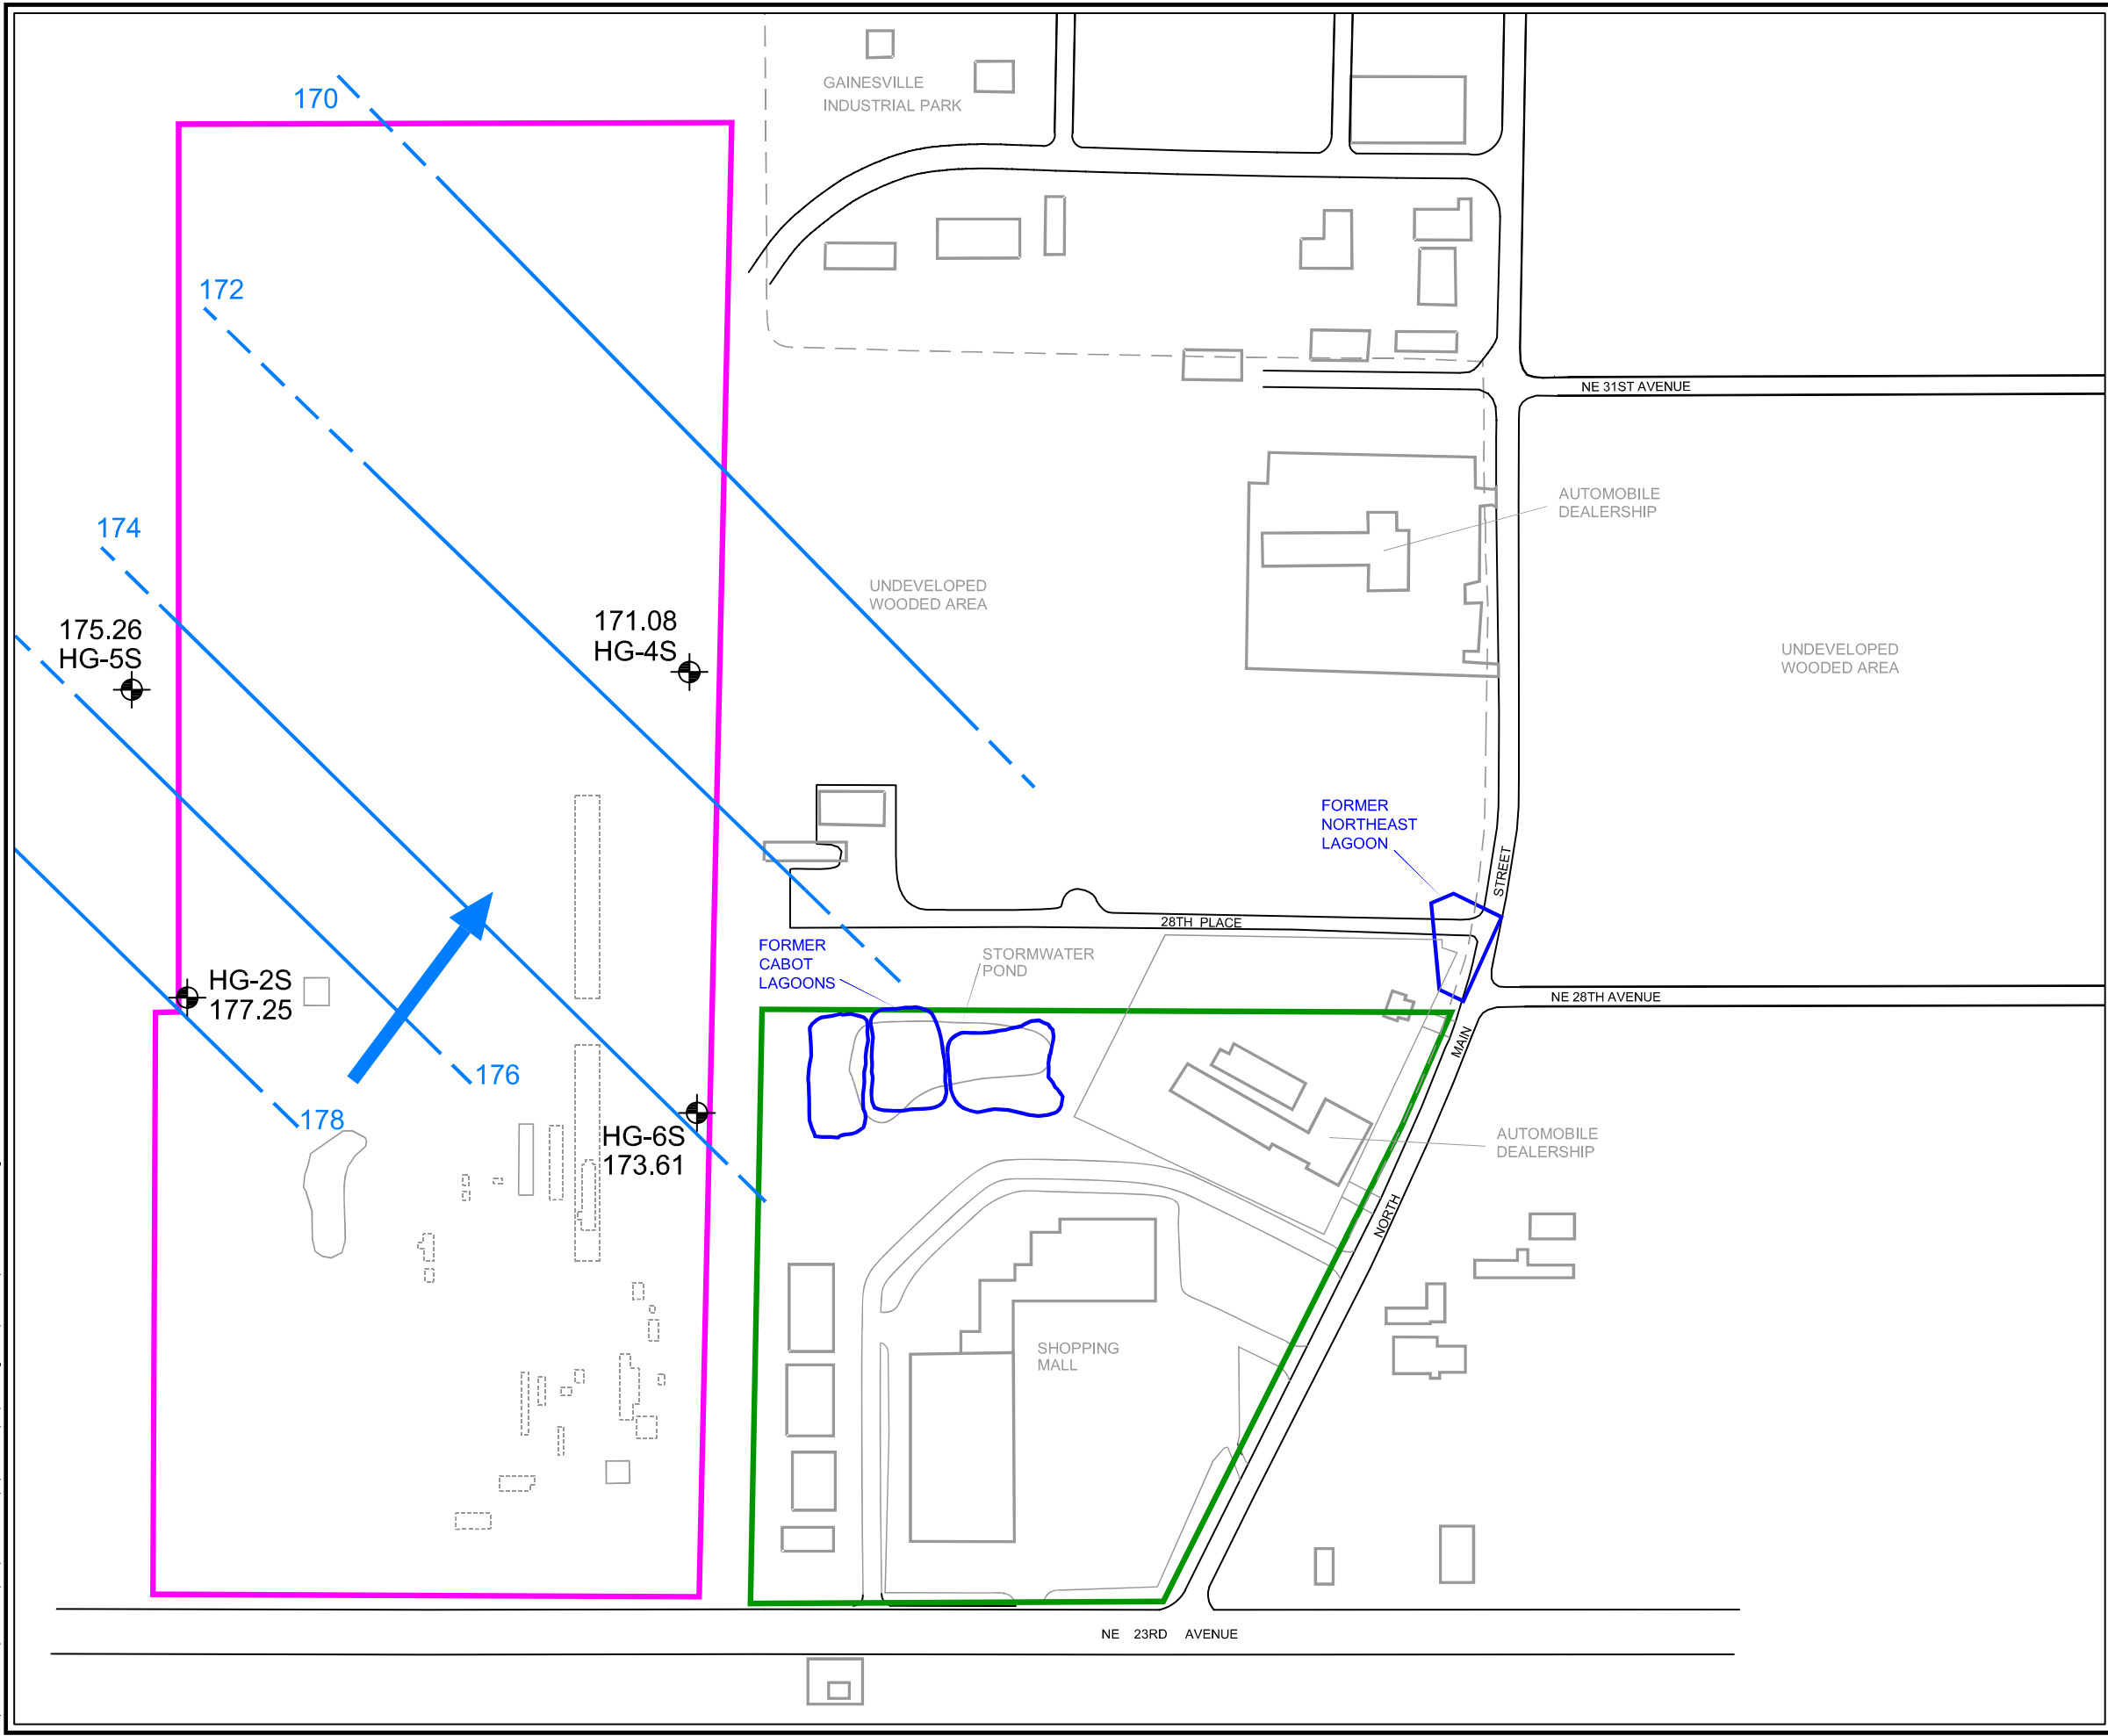 GAINESVILLE
INDUSTRIAL PARK
170
172
NE 31ST AVENUE
AUTOMOBILE
DEALERSHIP
174
175.26
HG-5S
171.08
HG-4S
UNDEVELOPED
WOODED AREA
UNDEVELOPED
WOODED AREA
FORMER
NORTHEAST
LAGOON
STREET
28TH PLACE
FORMER
CABOT
LAGOONS
STORMWATER
POND
HG-2S
177.25
NE 28TH AVENUE
MAIN
176
178
HG-6S
173.61
AUTOMOBILE
DEALERSHIP
NORTH
SHOPPING
MALL
NE 23RD AVENUE